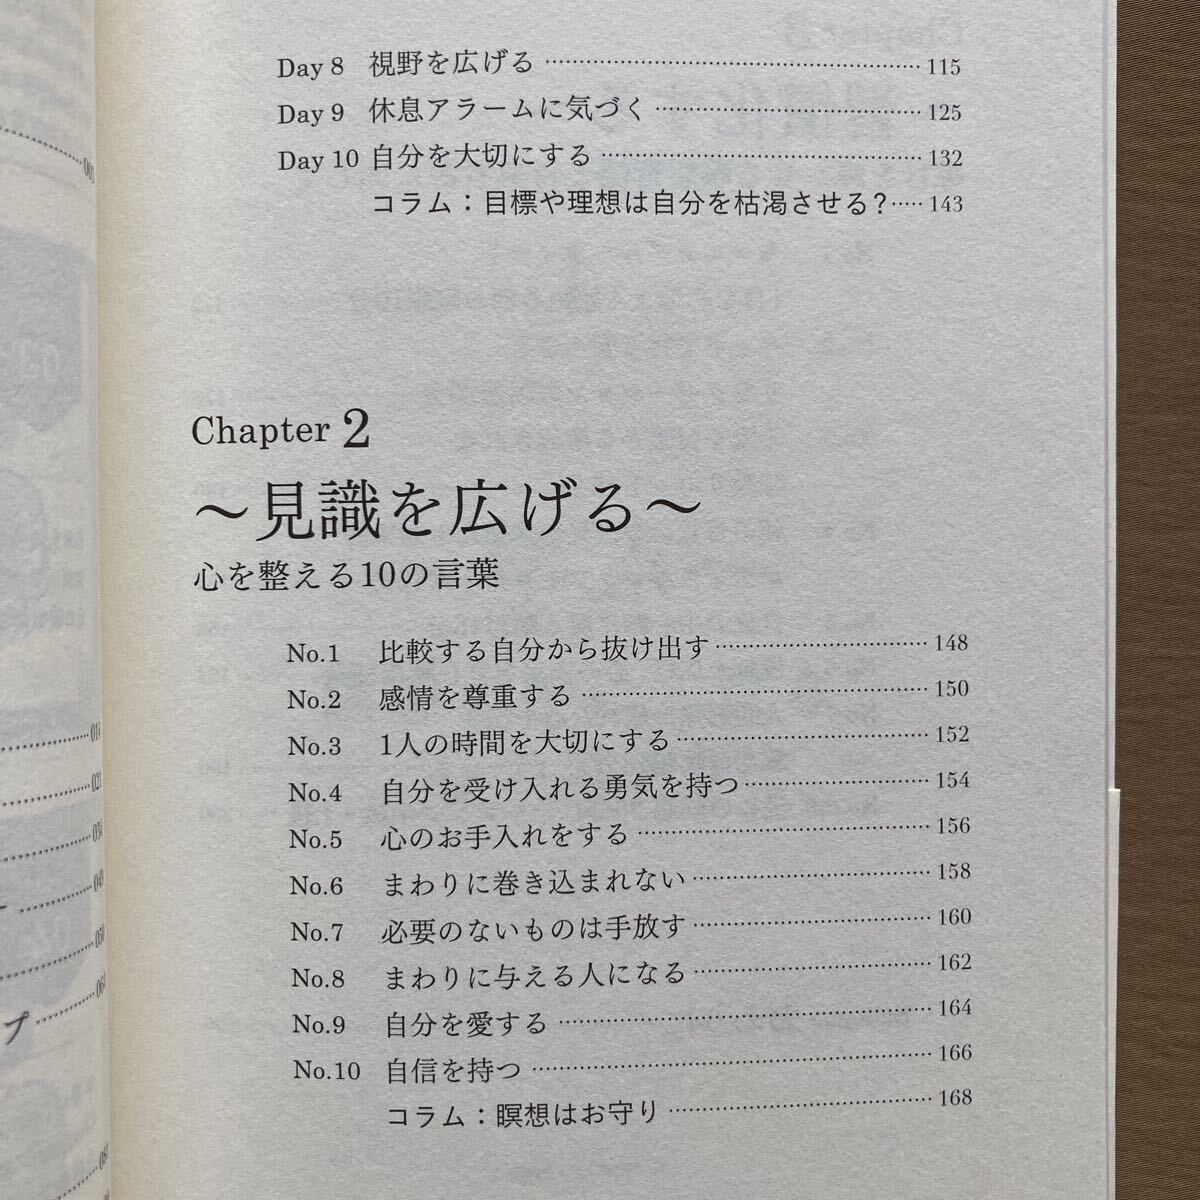 Day 8 視野を広げる 115
Day 9 休息アラームに気づく 125
Day 10 自分を大切にする 132
コラム：目標や理想は自分を枯渇させる？ 143
Chapter 2
〜見識を広げる〜
心を整える10の言葉
No.1 比較する自分から抜け出す 148
No.2 感情を尊重する 150
No.3 1人の時間を大切にする 152
No.4 自分を受け入れる勇気を持つ 154
No.5 心のお手入れをする 156
No.6 まわりに巻き込まれない 158
No.7 必要のないものは手放す 160
No.8 まわりに与える人になる 162
No.9 自分を愛する 164
No.10 自信を持つ 166
コラム：瞑想はお守り 168